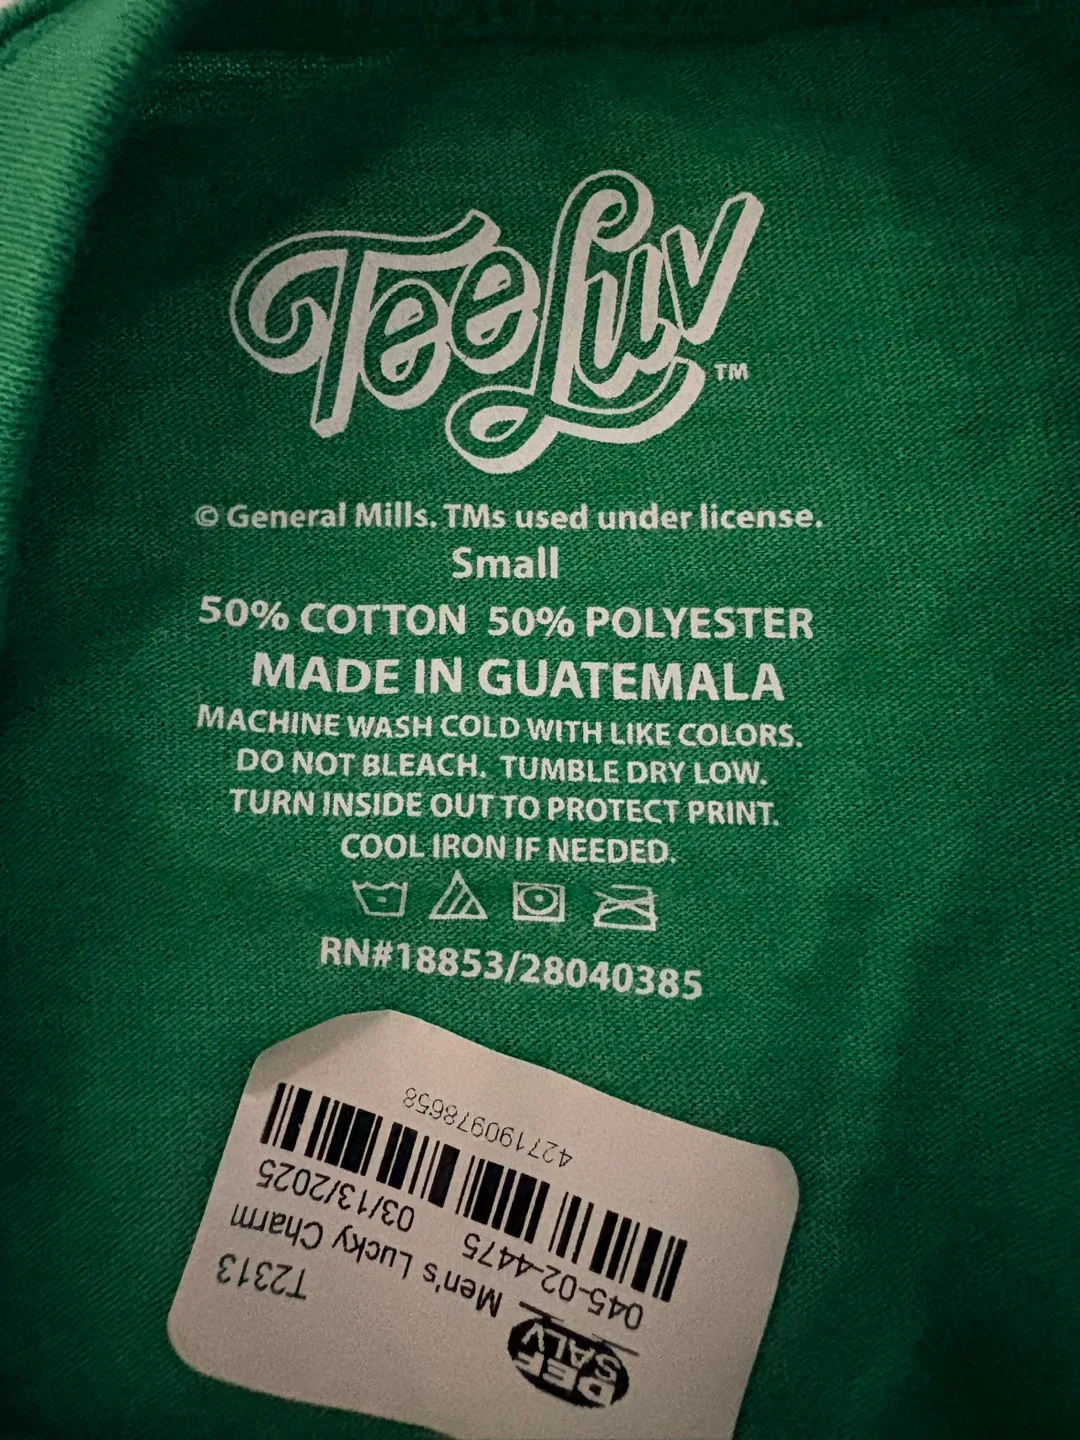 TeeLuv™
© General Mills. TMs used under license.
Small
50% COTTON 50% POLYESTER
MADE IN GUATEMALA
MACHINE WASH COLD WITH LIKE COLORS.
DO NOT BLEACH. TUMBLE DRY LOW.
TURN INSIDE OUT TO PROTECT PRINT.
COOL IRON IF NEEDED.
RN#18853/28040385
DEF
SALV
T2313
Men's Lucky Charm
045-02-4475 03/13/2025
427190978658